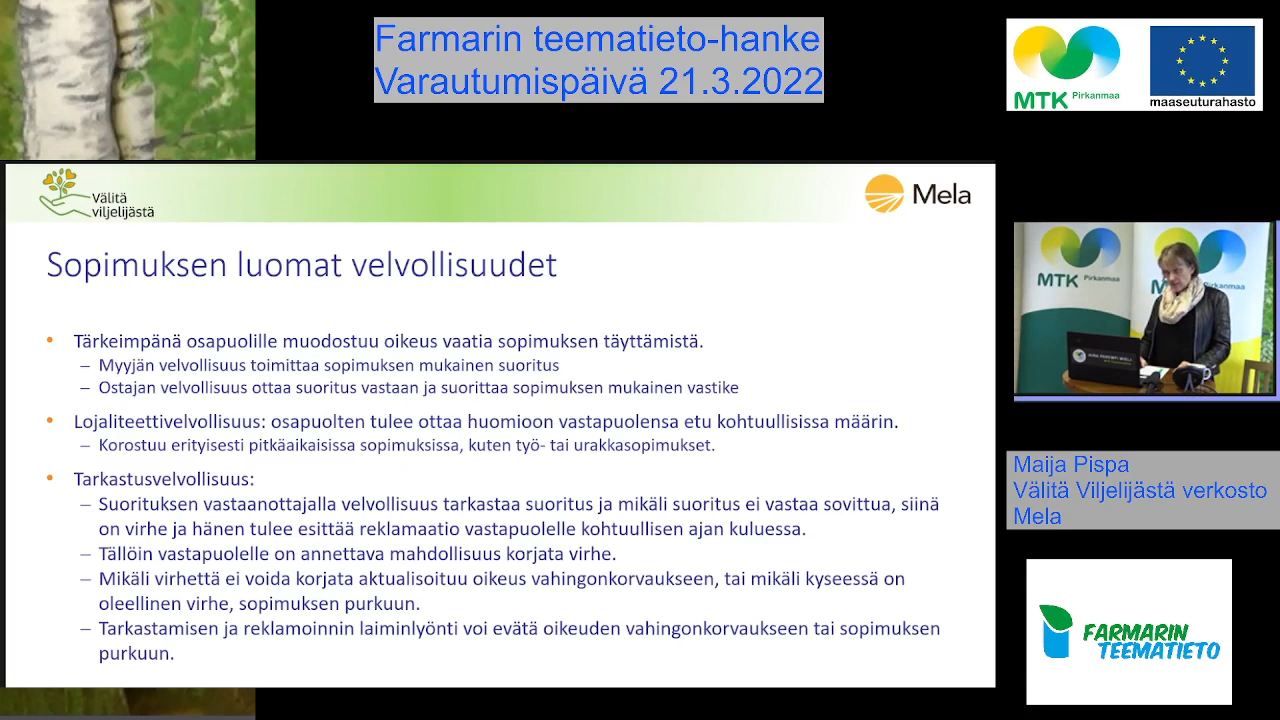 Farmarin teematieto-hanke
Varautumispäivä 21.3.2022
MTK Pirkanmaa
maaseuturahasto
Välitä
viljelijästä
Mela
Sopimuksen luomat velvollisuudet
• Tärkeimpänä osapuolille muodostuu oikeus vaatia sopimuksen täyttämistä.
– Myyjän velvollisuus toimittaa sopimuksen mukainen suoritus
– Ostajan velvollisuus ottaa suoritus vastaan ja suorittaa sopimuksen mukainen vastike
• Lojaliteettivelvollisuus: osapuolten tulee ottaa huomioon vastapuolensa etu kohtuullisissa määrin.
– Korostuu erityisesti pitkäaikaisissa sopimuksissa, kuten työ- tai urakkasopimukset.
• Tarkastusvelvollisuus:
– Suorituksen vastaanottajalla velvollisuus tarkastaa suoritus ja mikäli suoritus ei vastaa sovittua, siinä
on virhe ja hänen tulee esittää reklamaatio vastapuolelle kohtuullisen ajan kuluessa.
– Tällöin vastapuolelle on annettava mahdollisuus korjata virhe.
– Mikäli virhettä ei voida korjata aktualisoituu oikeus vahingonkorvaukseen, tai mikäli kyseessä on
oleellinen virhe, sopimuksen purkuun.
– Tarkastamisen ja reklamoinnin laiminlyönti voi evätä oikeuden vahingonkorvaukseen tai sopimuksen
purkuun.
MTK Pirkanmaa
MTK Pirkanmaa
Maija Pispa
Välitä Viljelijästä verkosto
Mela
FARMARIN
TEEMATIETO